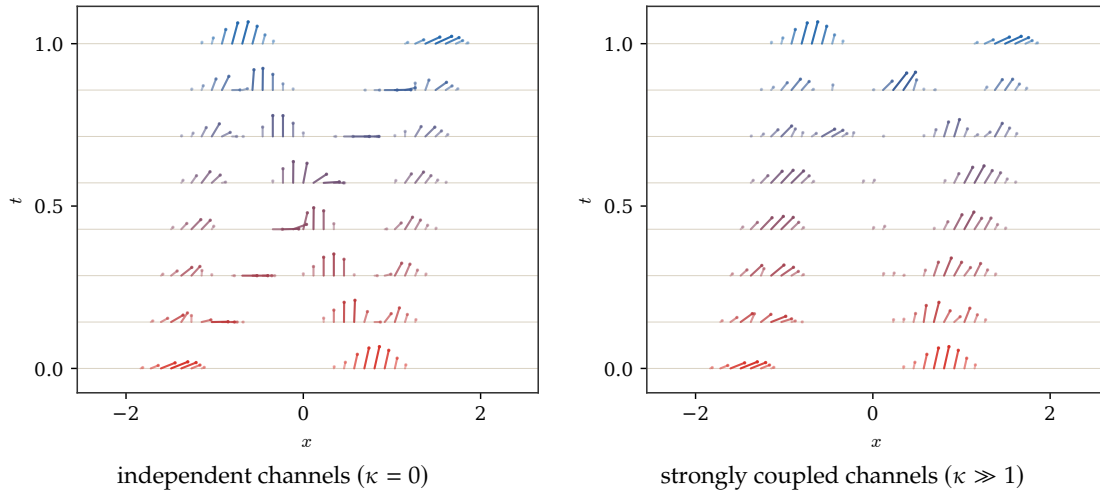 1.0
0.5
0.0
t
−2
0
2
x
independent channels (κ = 0)
1.0
0.5
0.0
t
−2
0
2
x
strongly coupled channels (κ ≫ 1)